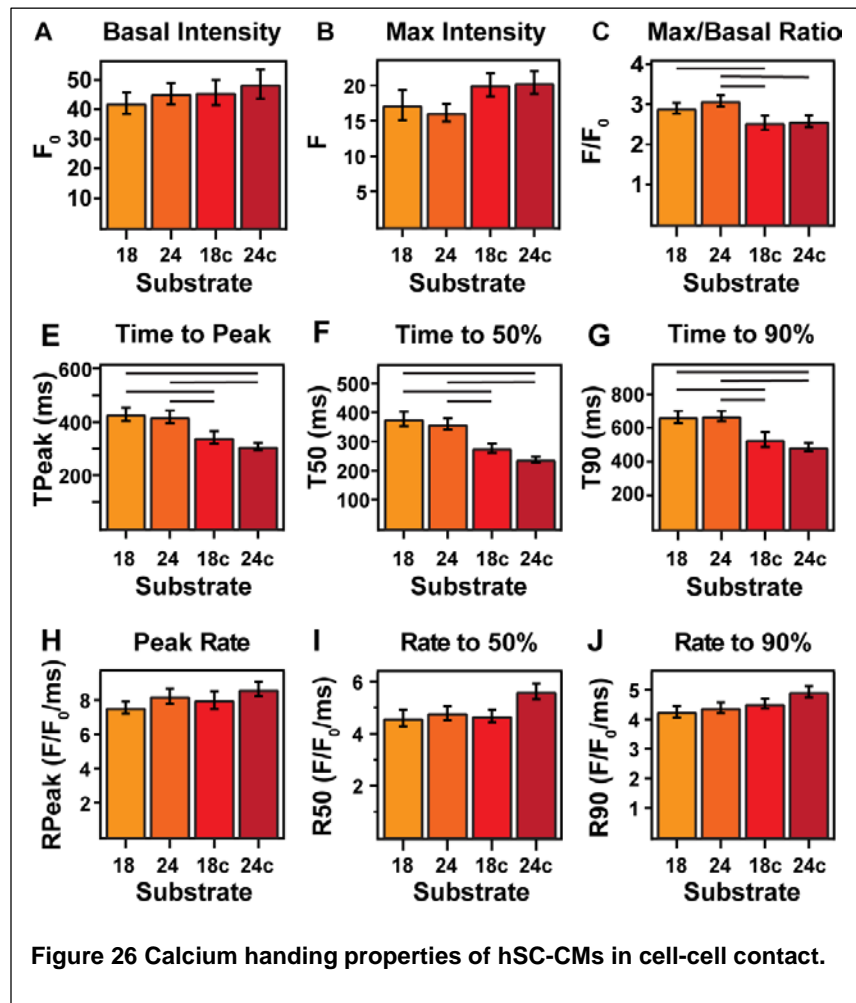 A Basal Intensity
F₀
50
40
30
20
10
18 24 18c 24c
Substrate
B Max Intensity
F
20
15
10
5
18 24 18c 24c
Substrate
C Max/Basal Ratio
F/F₀
4
3
2
1
18 24 18c 24c
Substrate
E Time to Peak
TPeak (ms)
600
400
200
18 24 18c 24c
Substrate
F Time to 50%
T50 (ms)
500
400
300
200
100
18 24 18c 24c
Substrate
G Time to 90%
T90 (ms)
800
600
400
200
18 24 18c 24c
Substrate
H Peak Rate
RPeak (F/F₀/ms)
8
6
4
2
18 24 18c 24c
Substrate
I Rate to 50%
R50 (F/F₀/ms)
6
4
2
18 24 18c 24c
Substrate
J Rate to 90%
R90 (F/F₀/ms)
5
4
3
2
1
18 24 18c 24c
Substrate
Figure 26 Calcium handing properties of hSC-CMs in cell-cell contact.